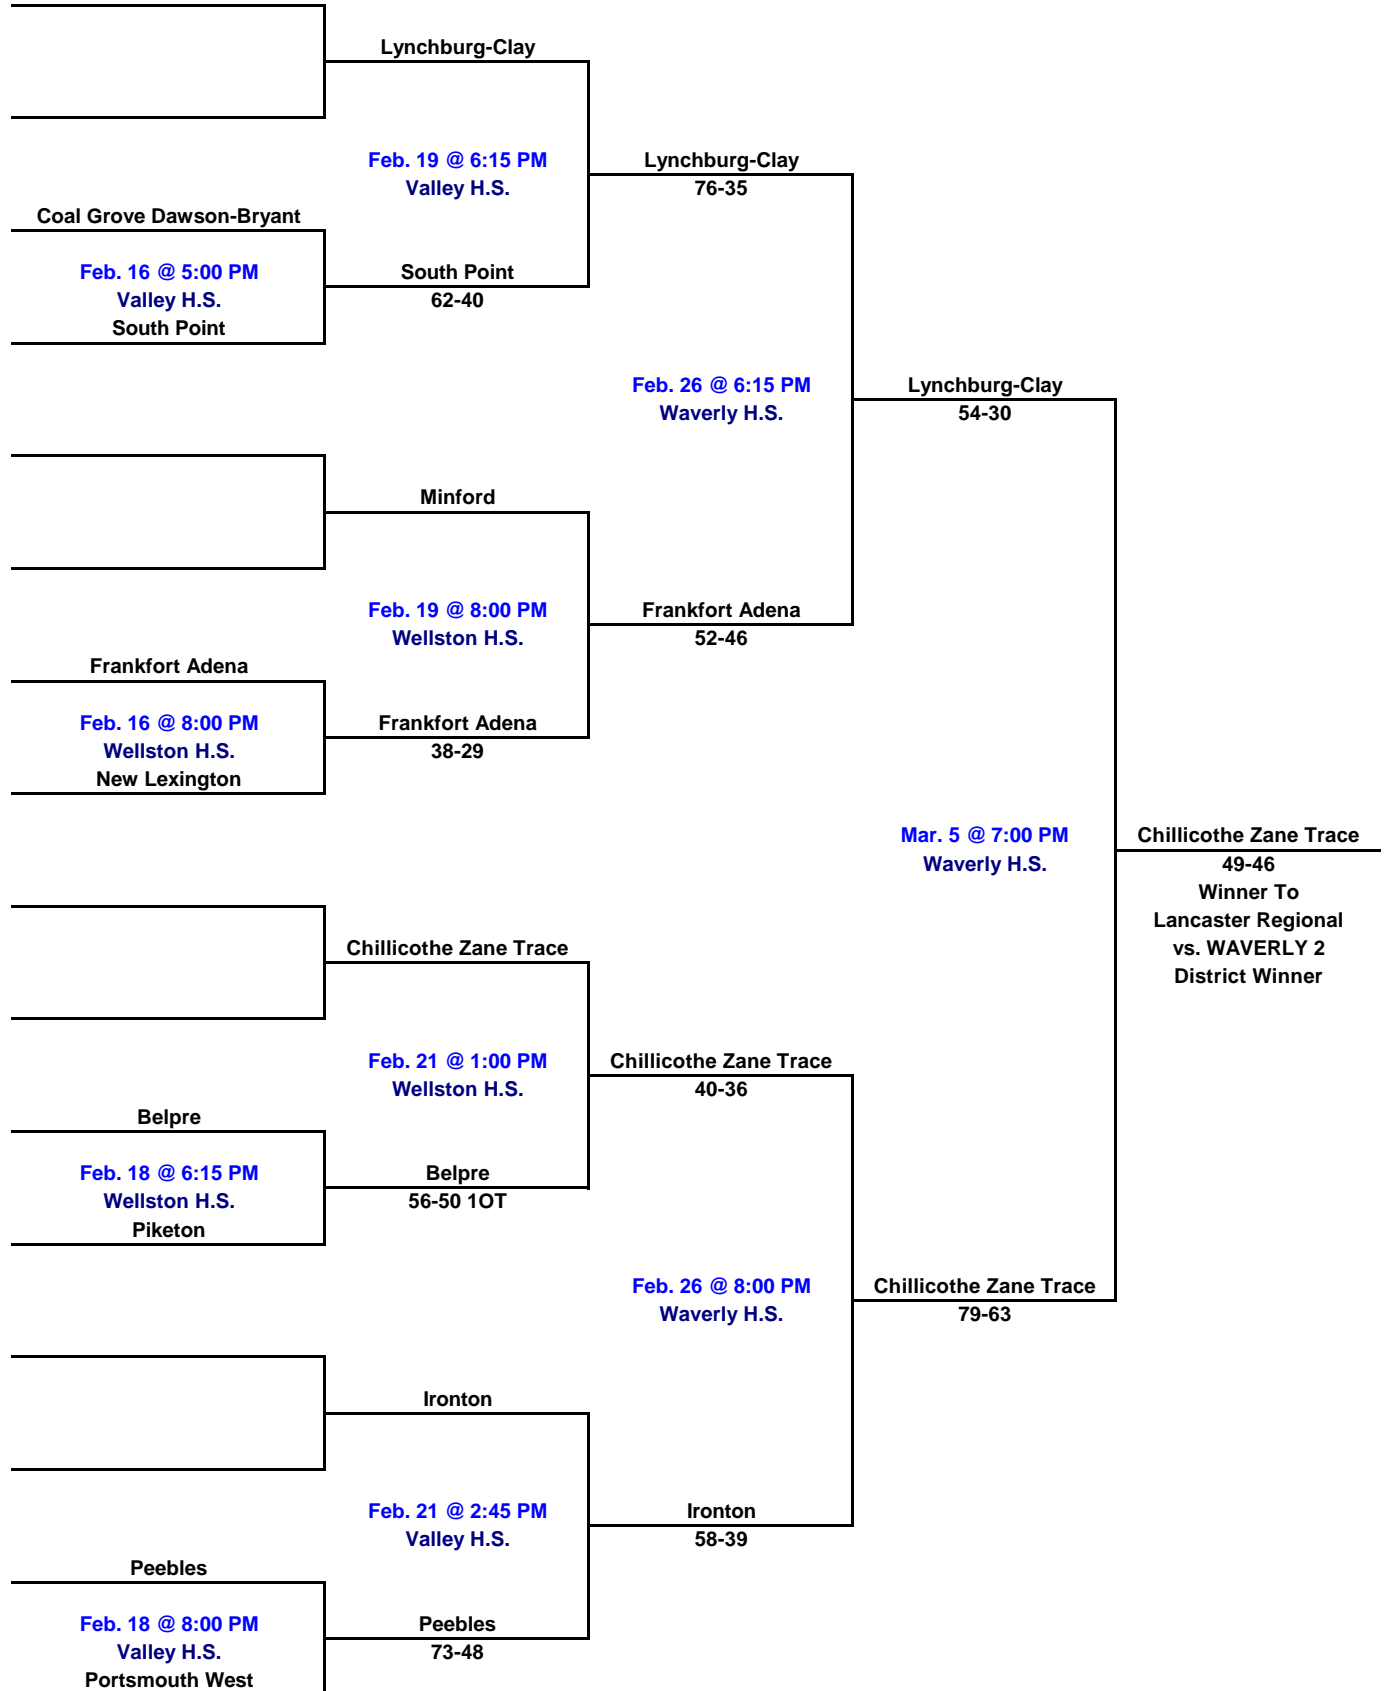 Lynchburg-Clay
Feb. 19 @ 6:15 PM
Valley H.S.
Lynchburg-Clay
76-35
Coal Grove Dawson-Bryant
Feb. 16 @ 5:00 PM
Valley H.S.
South Point
South Point
62-40
Feb. 26 @ 6:15 PM
Waverly H.S.
Lynchburg-Clay
54-30
Minford
Feb. 19 @ 8:00 PM
Wellston H.S.
Frankfort Adena
52-46
Frankfort Adena
Feb. 16 @ 8:00 PM
Wellston H.S.
New Lexington
Frankfort Adena
38-29
Mar. 5 @ 7:00 PM
Waverly H.S.
Chillicothe Zane Trace
49-46
Winner To
Lancaster Regional
vs. WAVERLY 2
District Winner
Chillicothe Zane Trace
Feb. 21 @ 1:00 PM
Wellston H.S.
Chillicothe Zane Trace
40-36
Belpre
Feb. 18 @ 6:15 PM
Wellston H.S.
Piketon
Belpre
56-50 1OT
Feb. 26 @ 8:00 PM
Waverly H.S.
Chillicothe Zane Trace
79-63
Ironton
Feb. 21 @ 2:45 PM
Valley H.S.
Ironton
58-39
Peebles
Feb. 18 @ 8:00 PM
Valley H.S.
Portsmouth West
Peebles
73-48